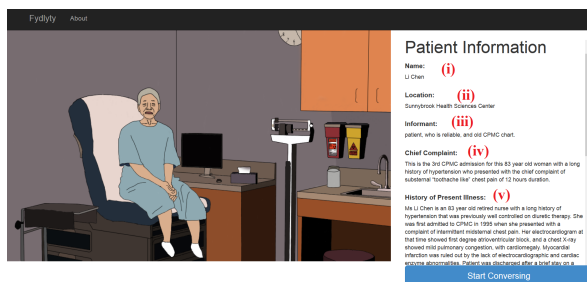 Fydlyty About
Patient Information
Name: (i)
Li Chen
Location: (ii)
Sunnybrook Health Sciences Center
Informant: (iii)
patient, who is reliable, and old CPMC chart.
Chief Complaint: (iv)
This is the 3rd CPMC admission for this 83 year old woman with a long
history of hypertension who presented with the chief complaint of
substernal "toothache like" chest pain of 12 hours duration.
History of Present Illness: (v)
Ms Li Chen is an 83 year old retired nurse with a long history of
hypertension that was previously well controlled on diuretic therapy. She
was first admitted to CPMC in 1995 when she presented with a
complaint of intermittent midsternal chest pain. Her electrocardiogram at
that time showed first degree atrioventricular block, and a chest X-ray
showed mild pulmonary congestion, with cardiomegaly. Myocardial
infarction was ruled out by the lack of electrocardiographic and cardiac
enzyme abnormalities. Patient was discharged after a brief stay on a
Start Conversing